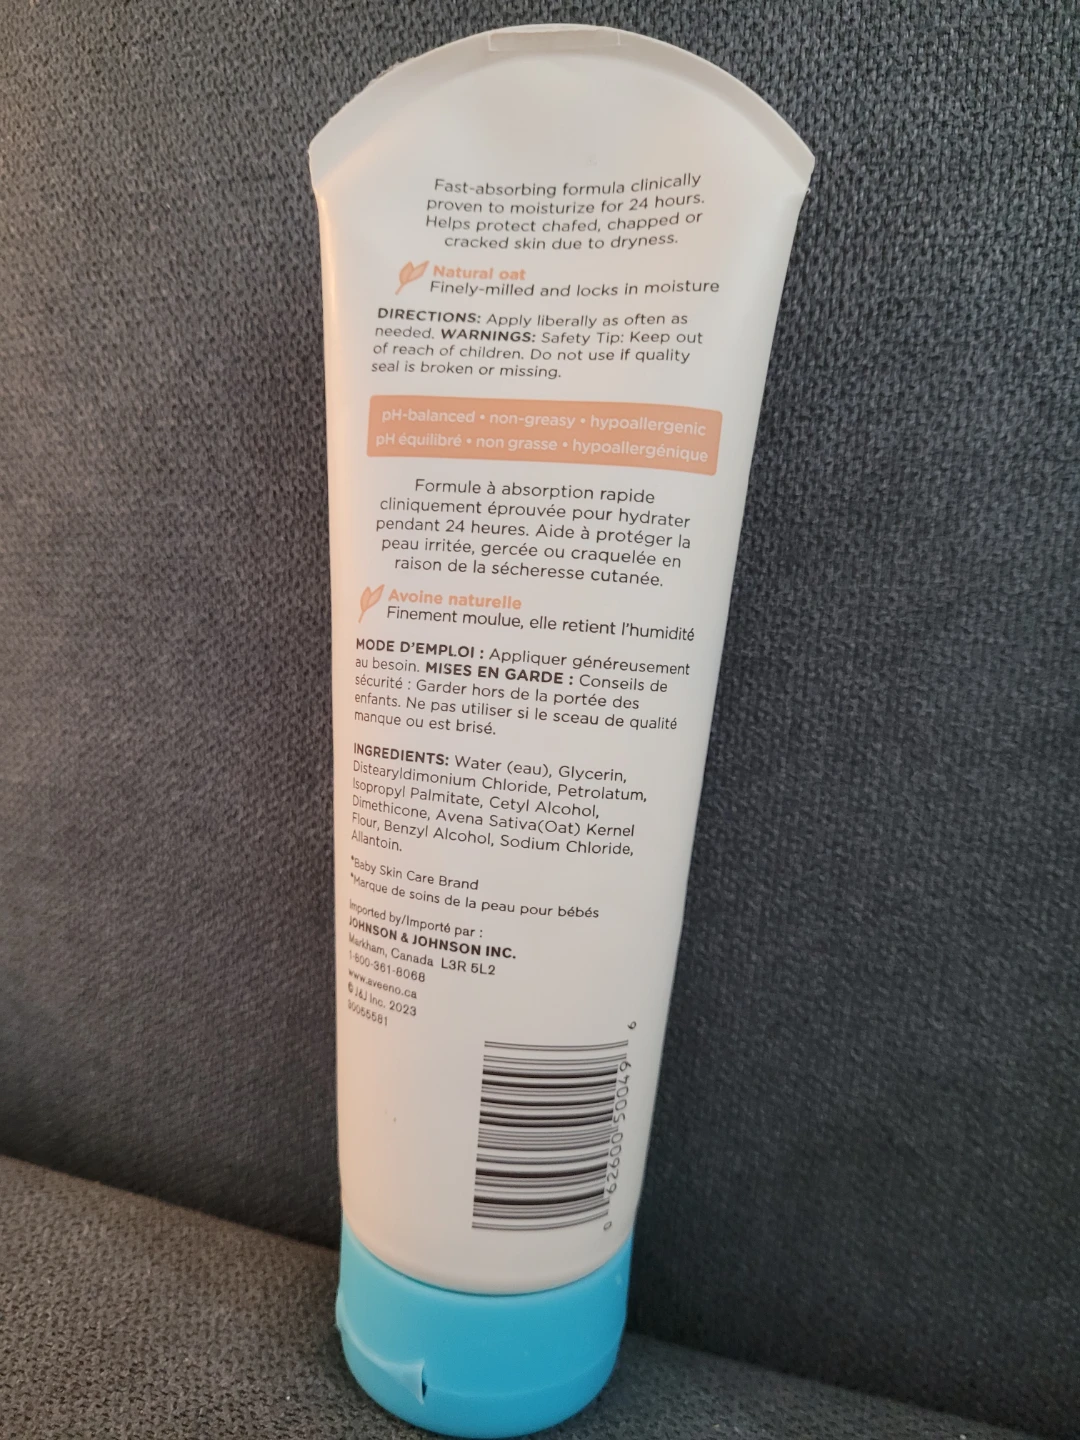 Fast-absorbing formula clinically
proven to moisturize for 24 hours.
Helps protect chafed, chapped or
cracked skin due to dryness.
Natural oat
Finely-milled and locks in moisture
DIRECTIONS: Apply liberally as often as
needed. WARNINGS: Safety Tip: Keep out
of reach of children. Do not use if quality
seal is broken or missing.
pH-balanced • non-greasy • hypoallergenic
pH équilibré • non grasse • hypoallergénique
Formule à absorption rapide
cliniquement éprouvée pour hydrater
pendant 24 heures. Aide à protéger la
peau irritée, gercée ou craquelée en
raison de la sécheresse cutanée.
Avoine naturelle
Finement moulue, elle retient l'humidité
MODE D'EMPLOI : Appliquer généreusement
au besoin. MISES EN GARDE : Conseils de
sécurité : Garder hors de la portée des
enfants. Ne pas utiliser si le sceau de qualité
manque ou est brisé.
INGREDIENTS: Water (eau), Glycerin,
Distearyldimonium Chloride, Petrolatum,
Isopropyl Palmitate, Cetyl Alcohol,
Dimethicone, Avena Sativa(Oat) Kernel
Flour, Benzyl Alcohol, Sodium Chloride,
Allantoin.
*Baby Skin Care Brand
*Marque de soins de la peau pour bébés
Imported by/Importé par :
JOHNSON & JOHNSON INC.
Markham, Canada L3R 5L2
1-800-361-8068
www.aveeno.ca
© J&J Inc. 2023
30055581
0 62600 50049 6